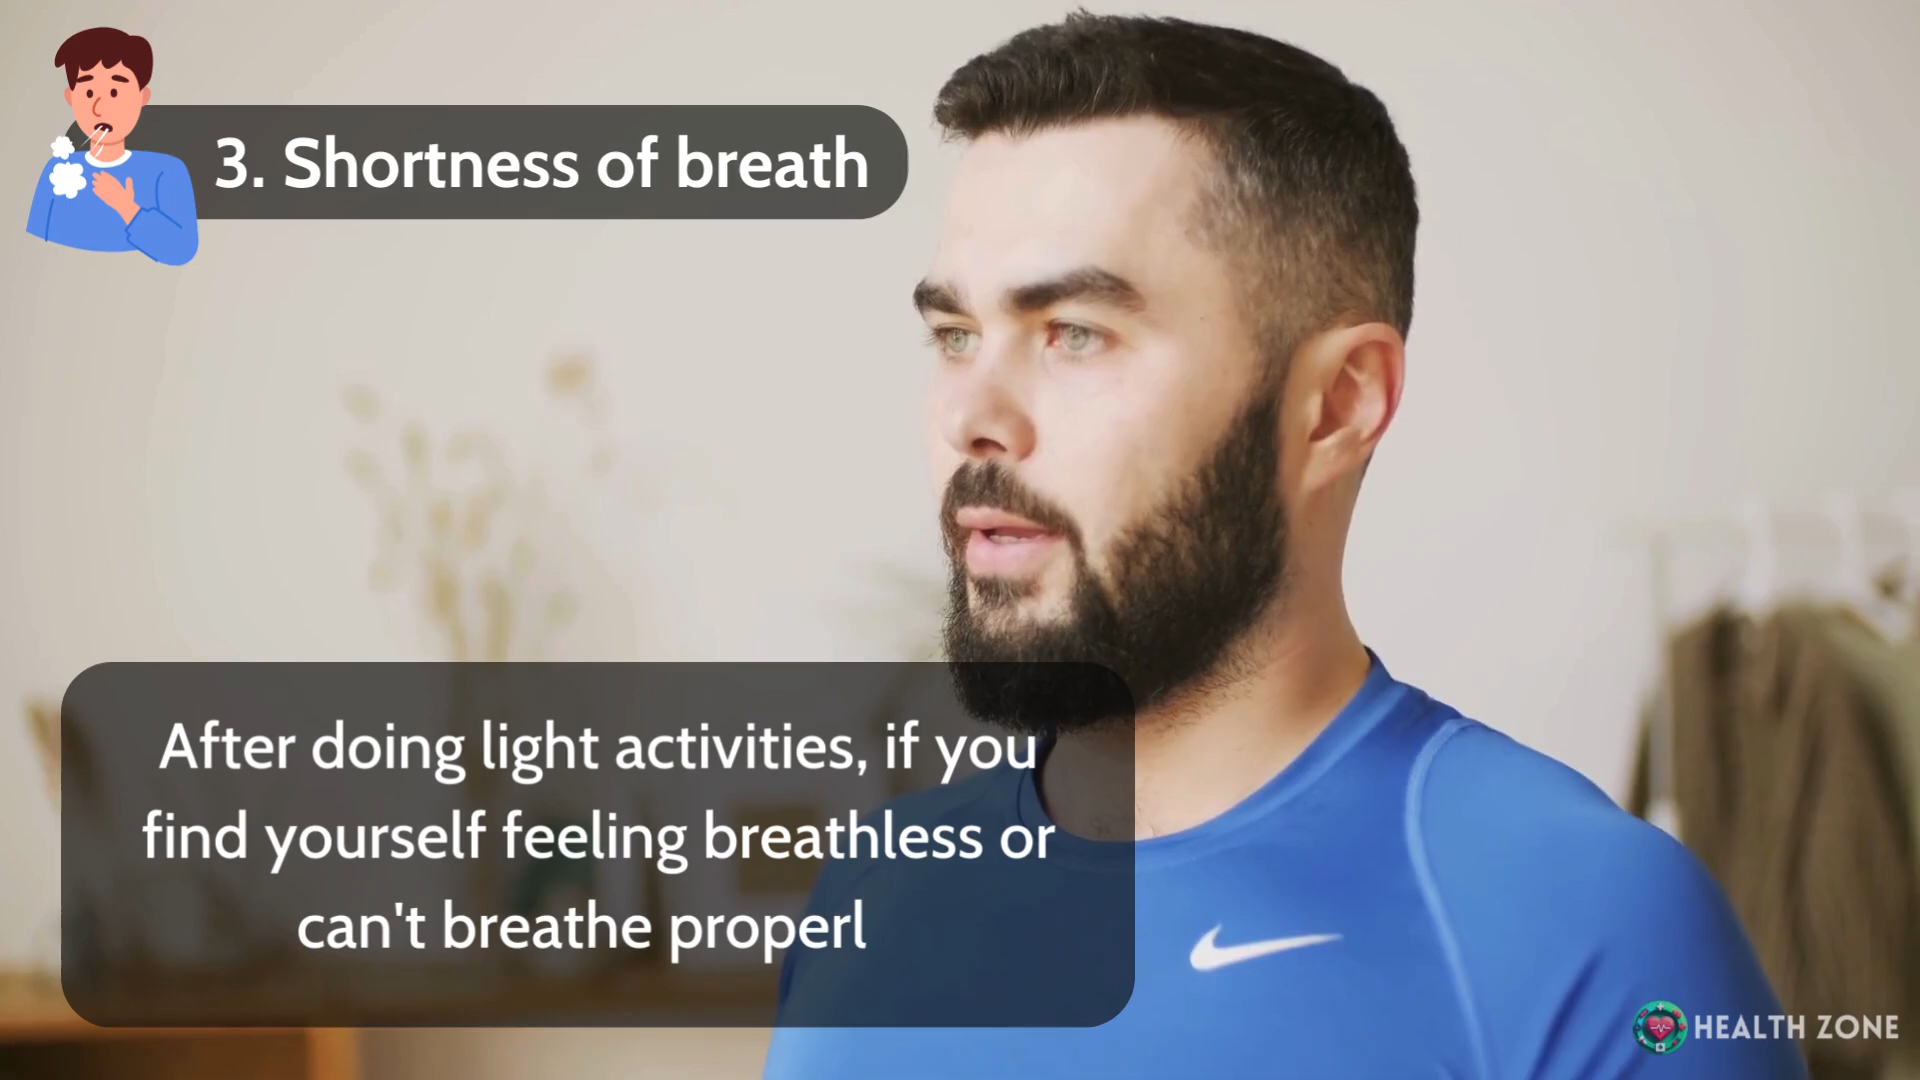 3. Shortness of breath
After doing light activities, if you
find yourself feeling breathless or
can't breathe properl
HEALTH ZONE